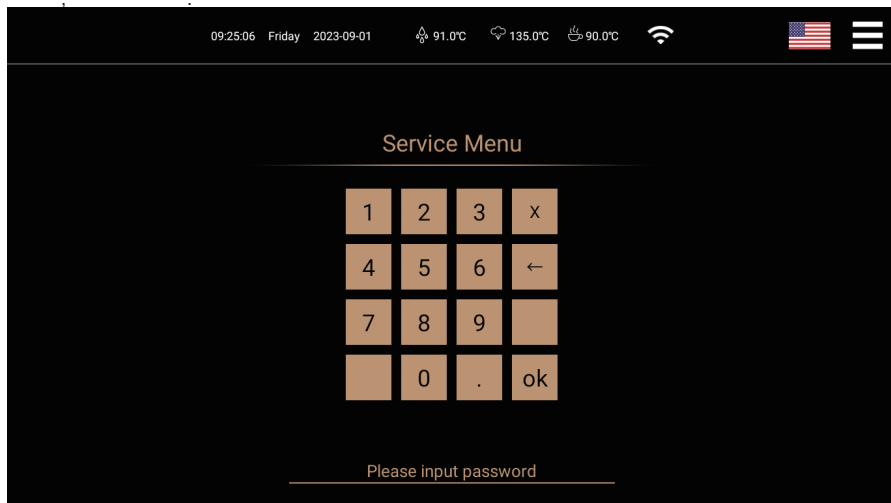 09:25:06 Friday 2023-09-01 91.0℃ 135.0℃ 90.0℃
Service Menu
1 2 3 X
4 5 6 ←
7 8 9
0 . ok
Please input password